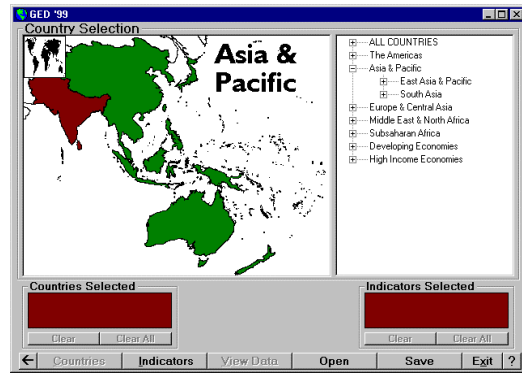 GED '99
Country Selection
Asia &
Pacific
ALL COUNTRIES
The Americas
Asia & Pacific
East Asia & Pacific
South Asia
Europe & Central Asia
Middle East & North Africa
Subsaharan Africa
Developing Economies
High Income Economies
Countries Selected
Clear Clear All
Indicators Selected
Clear Clear All
Countries Indicators View Data Open Save Exit ?